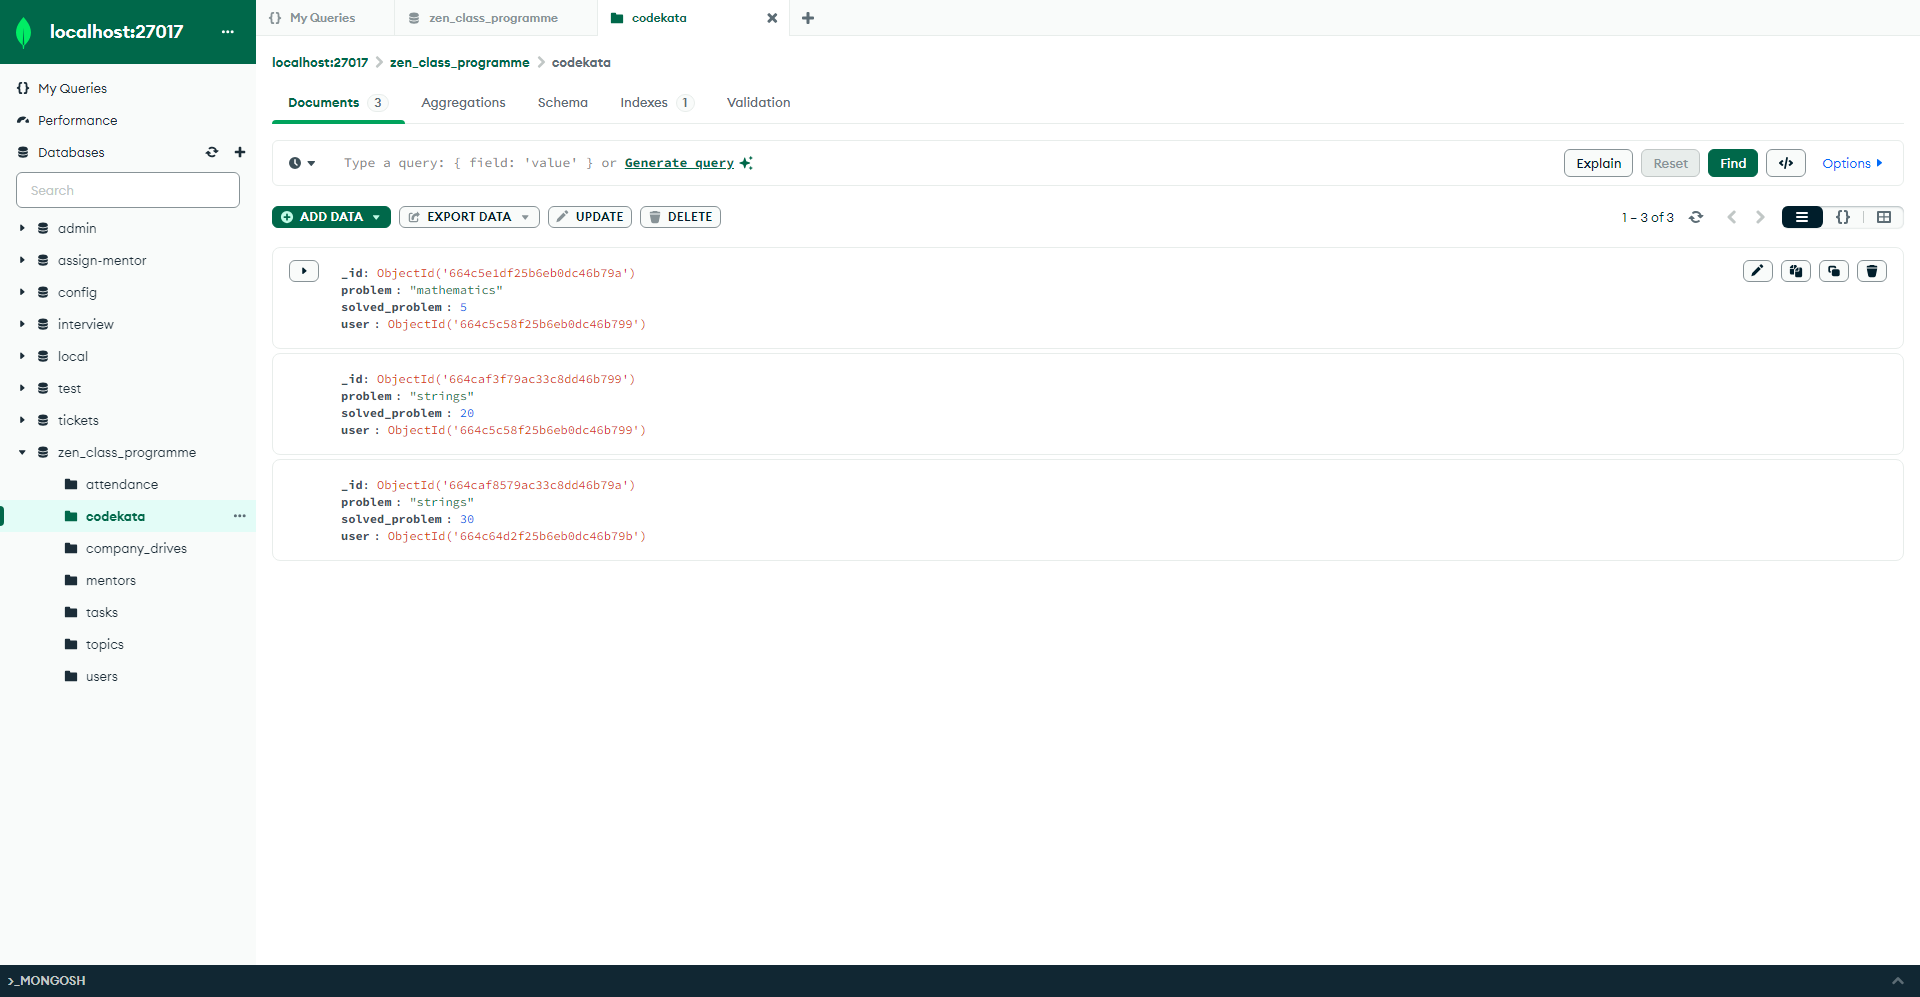 localhost:27017 ...
{} My Queries
Performance
Databases
Search
admin
assign-mentor
config
interview
local
test
tickets
zen_class_programme
attendance
codekata ...
company_drives
mentors
tasks
topics
users
{} My Queries
zen_class_programme
codekata
localhost:27017 > zen_class_programme > codekata
Documents 3 Aggregations Schema Indexes 1 Validation
Type a query: { field: 'value' } or Generate query
Explain Reset Find </> Options
ADD DATA EXPORT DATA UPDATE DELETE
1 – 3 of 3 {}
_id: ObjectId('664c5e1df25b6eb0dc46b79a')
problem : "mathematics"
solved_problem : 5
user : ObjectId('664c5c58f25b6eb0dc46b799')
_id: ObjectId('664caf3f79ac33c8dd46b799')
problem : "strings"
solved_problem : 20
user : ObjectId('664c5c58f25b6eb0dc46b799')
_id: ObjectId('664caf8579ac33c8dd46b79a')
problem : "strings"
solved_problem : 30
user : ObjectId('664c64d2f25b6eb0dc46b79b')
>_MONGOSH